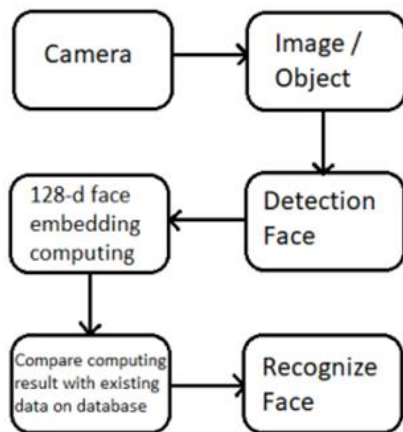 Camera
Image /
Object
Detection
Face
128-d face
embedding
computing
Compare computing
result with existing
data on database
Recognize
Face